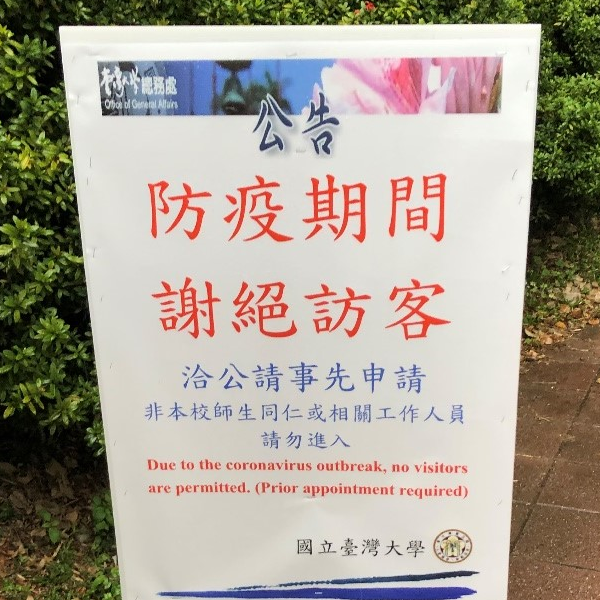 總務處
Office of General Affairs
公告
防疫期間
謝絕訪客
洽公請事先申請
非本校師生同仁或相關工作人員
請勿進入
Due to the coronavirus outbreak, no visitors
are permitted. (Prior appointment required)
國立臺灣大學